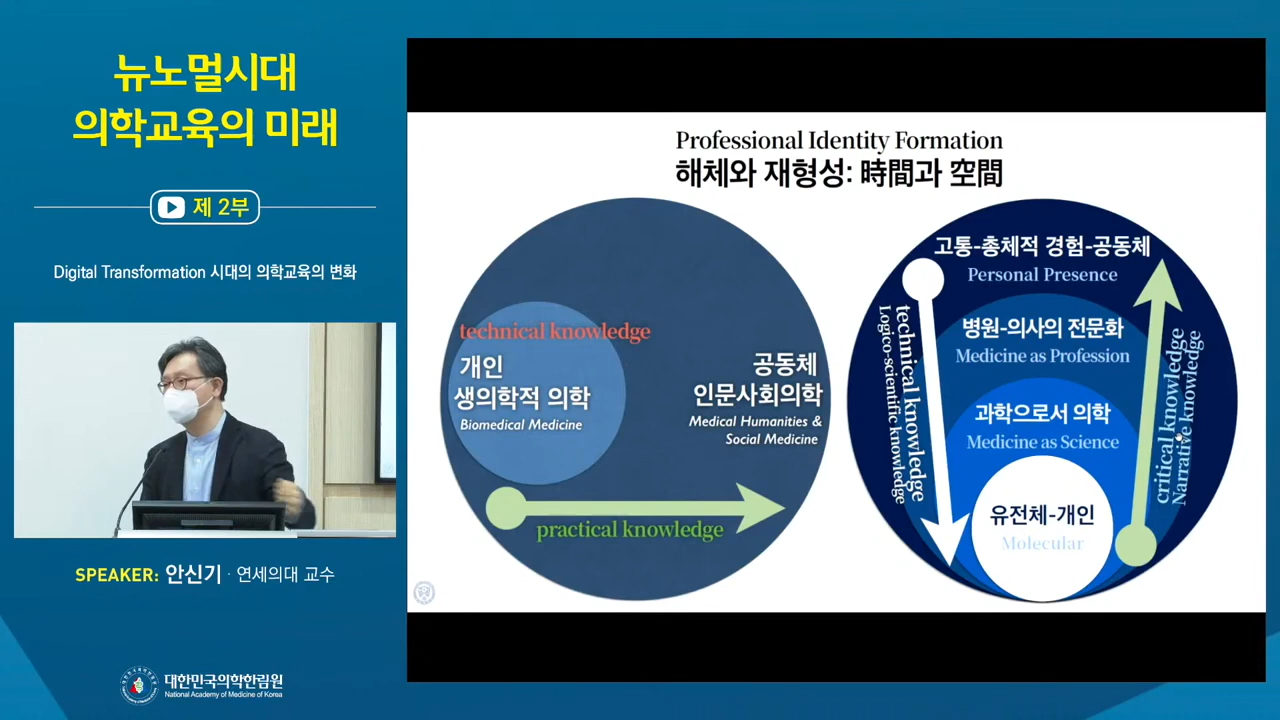 뉴노멀시대
의학교육의 미래
제 2부
Digital Transformation 시대의 의학교육의 변화
SPEAKER: 안신기 · 연세의대 교수
대한민국의학한림원
National Academy of Medicine of Korea
Professional Identity Formation
해체와 재형성: 時間과 空間
technical knowledge
개인
생의학적 의학
Biomedical Medicine
공동체
인문사회의학
Medical Humanities &
Social Medicine
practical knowledge
고통-총체적 경험-공동체
Personal Presence
병원-의사의 전문화
Medicine as Profession
과학으로서 의학
Medicine as Science
유전체-개인
Molecular
technical knowledge
Logico-scientific knowledge
critical knowledge
Narrative knowledge